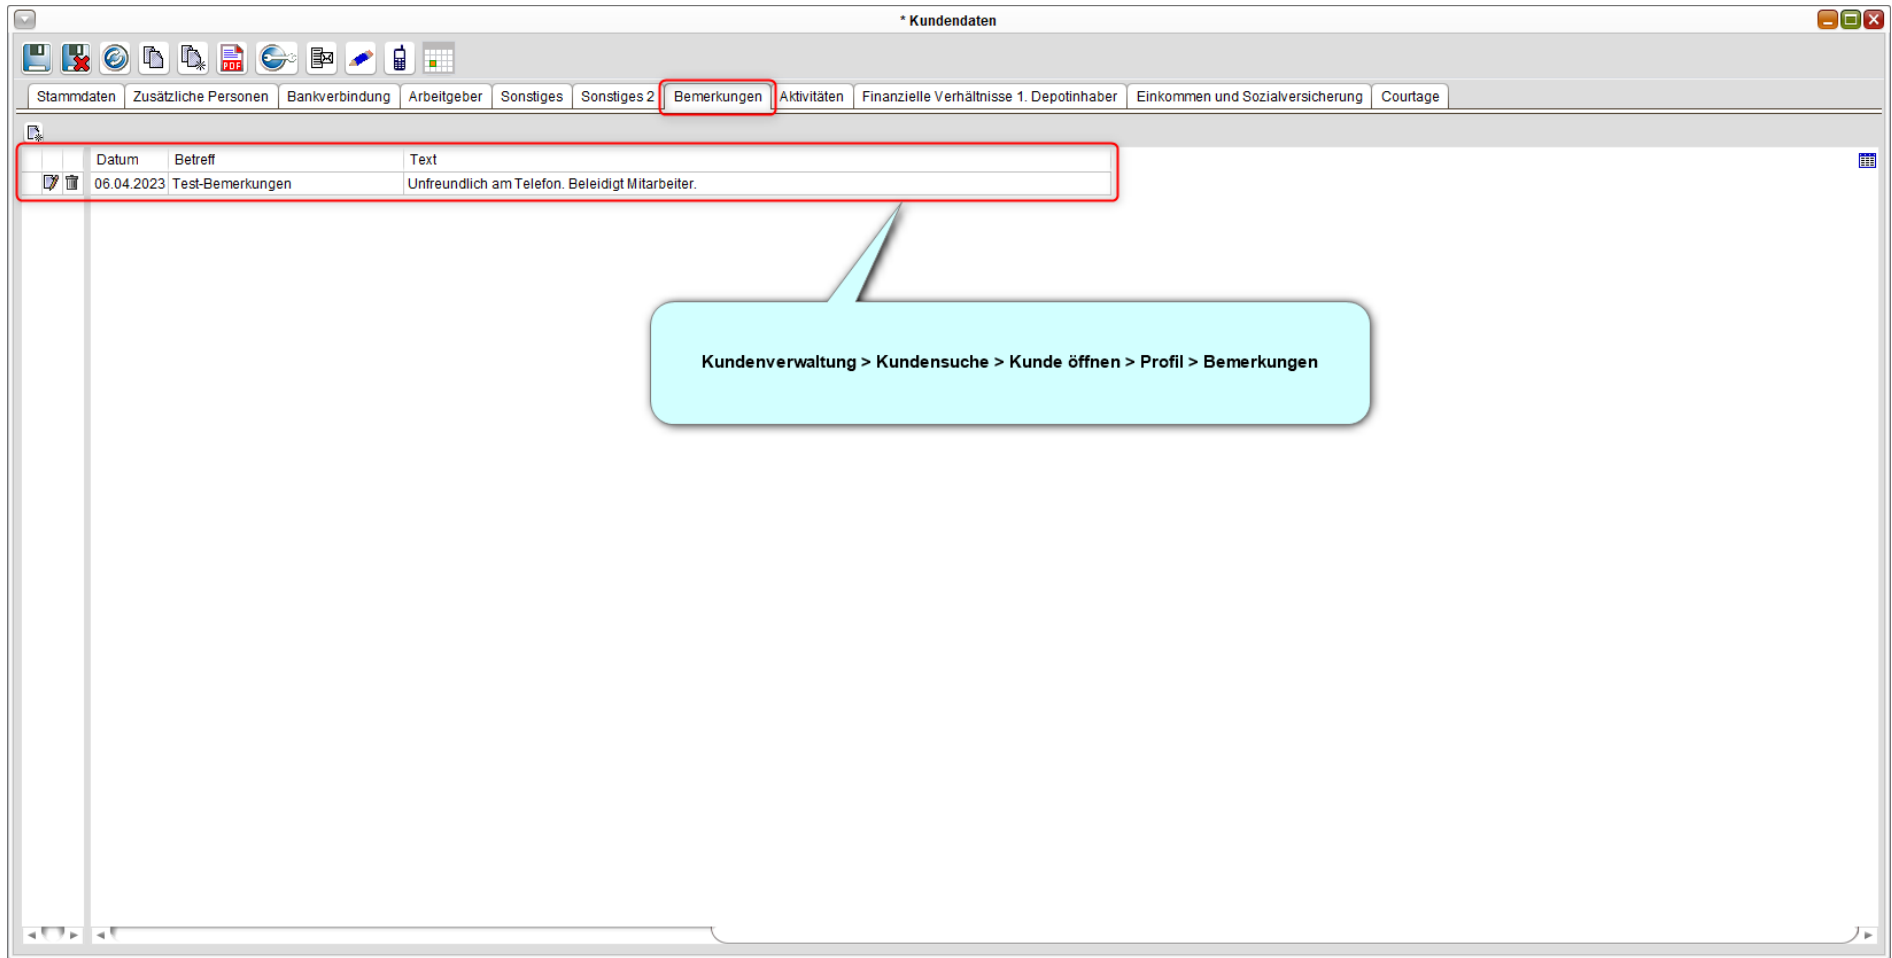 * Kundendaten
PDF
Stammdaten Zusätzliche Personen Bankverbindung Arbeitgeber Sonstiges Sonstiges 2 Bemerkungen Aktivitäten Finanzielle Verhältnisse 1. Depotinhaber Einkommen und Sozialversicherung Courtage
Datum Betreff Text
06.04.2023 Test-Bemerkungen Unfreundlich am Telefon. Beleidigt Mitarbeiter.
Kundenverwaltung > Kundensuche > Kunde öffnen > Profil > Bemerkungen